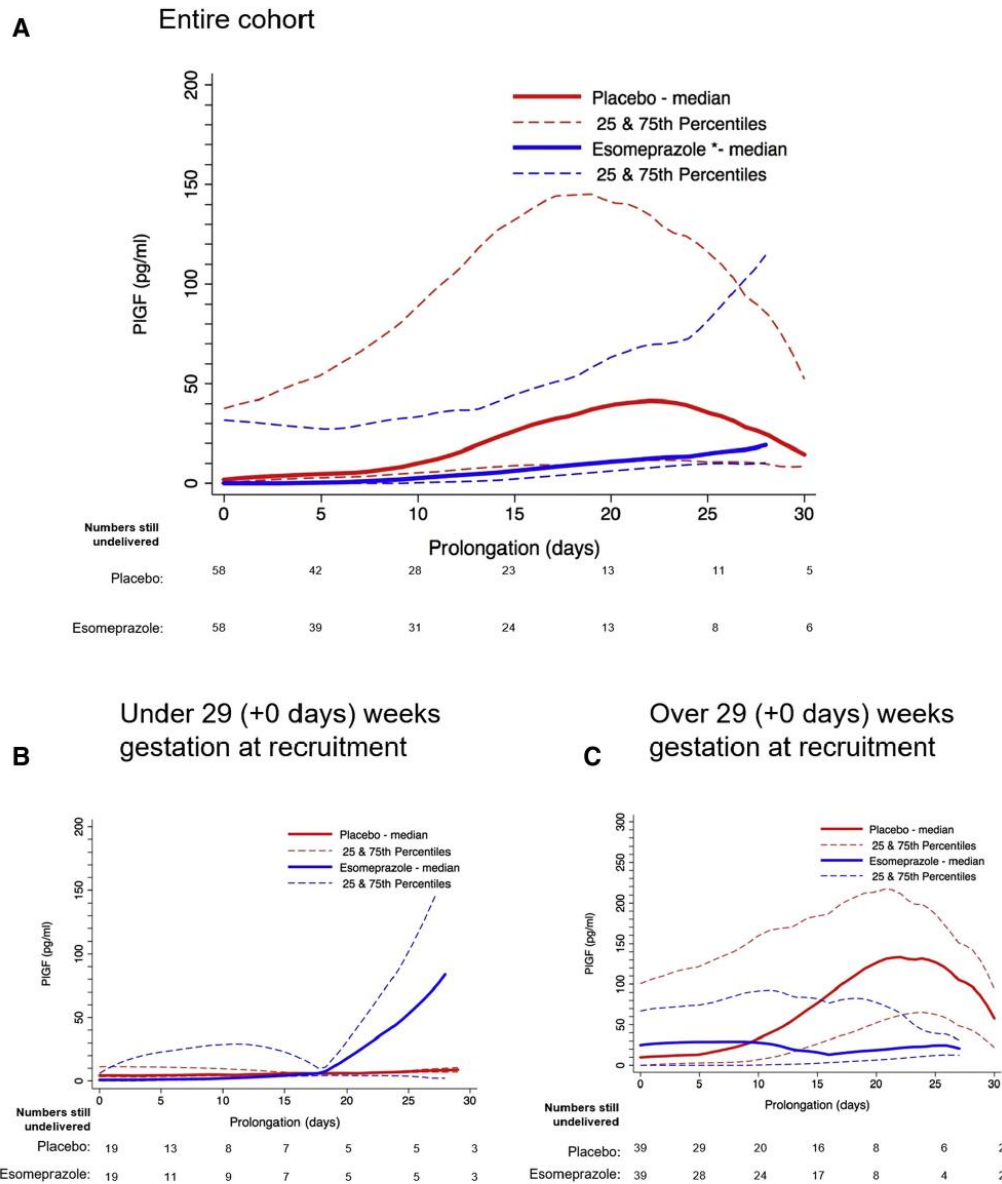 A
Entire cohort
Placebo - median
25 & 75th Percentiles
Esomeprazole *- median
25 & 75th Percentiles
PlGF (pg/ml)
200
150
100
50
0
0 5 10 15 20 25 30
Prolongation (days)
Numbers still
undelivered
Placebo: 58 42 28 23 13 11 5
Esomeprazole: 58 39 31 24 13 8 6
B
Under 29 (+0 days) weeks
gestation at recruitment
Placebo - median
25 & 75th Percentiles
Esomeprazole - median
25 & 75th Percentiles
PlGF (pg/ml)
200
150
100
50
0
0 5 10 15 20 25 30
Prolongation (days)
Numbers still
undelivered
Placebo: 19 13 8 7 5 5 3
Esomeprazole: 19 11 9 7 5 5 3
C
Over 29 (+0 days) weeks
gestation at recruitment
Placebo - median
25 & 75th Percentiles
Esomeprazole - median
25 & 75th Percentiles
PlGF (pg/ml)
300
250
200
150
100
50
0
0 5 10 15 20 25 30
Prolongation (days)
Numbers still
undelivered
Placebo: 39 29 20 16 8 6
Esomeprazole: 39 28 24 17 8 4